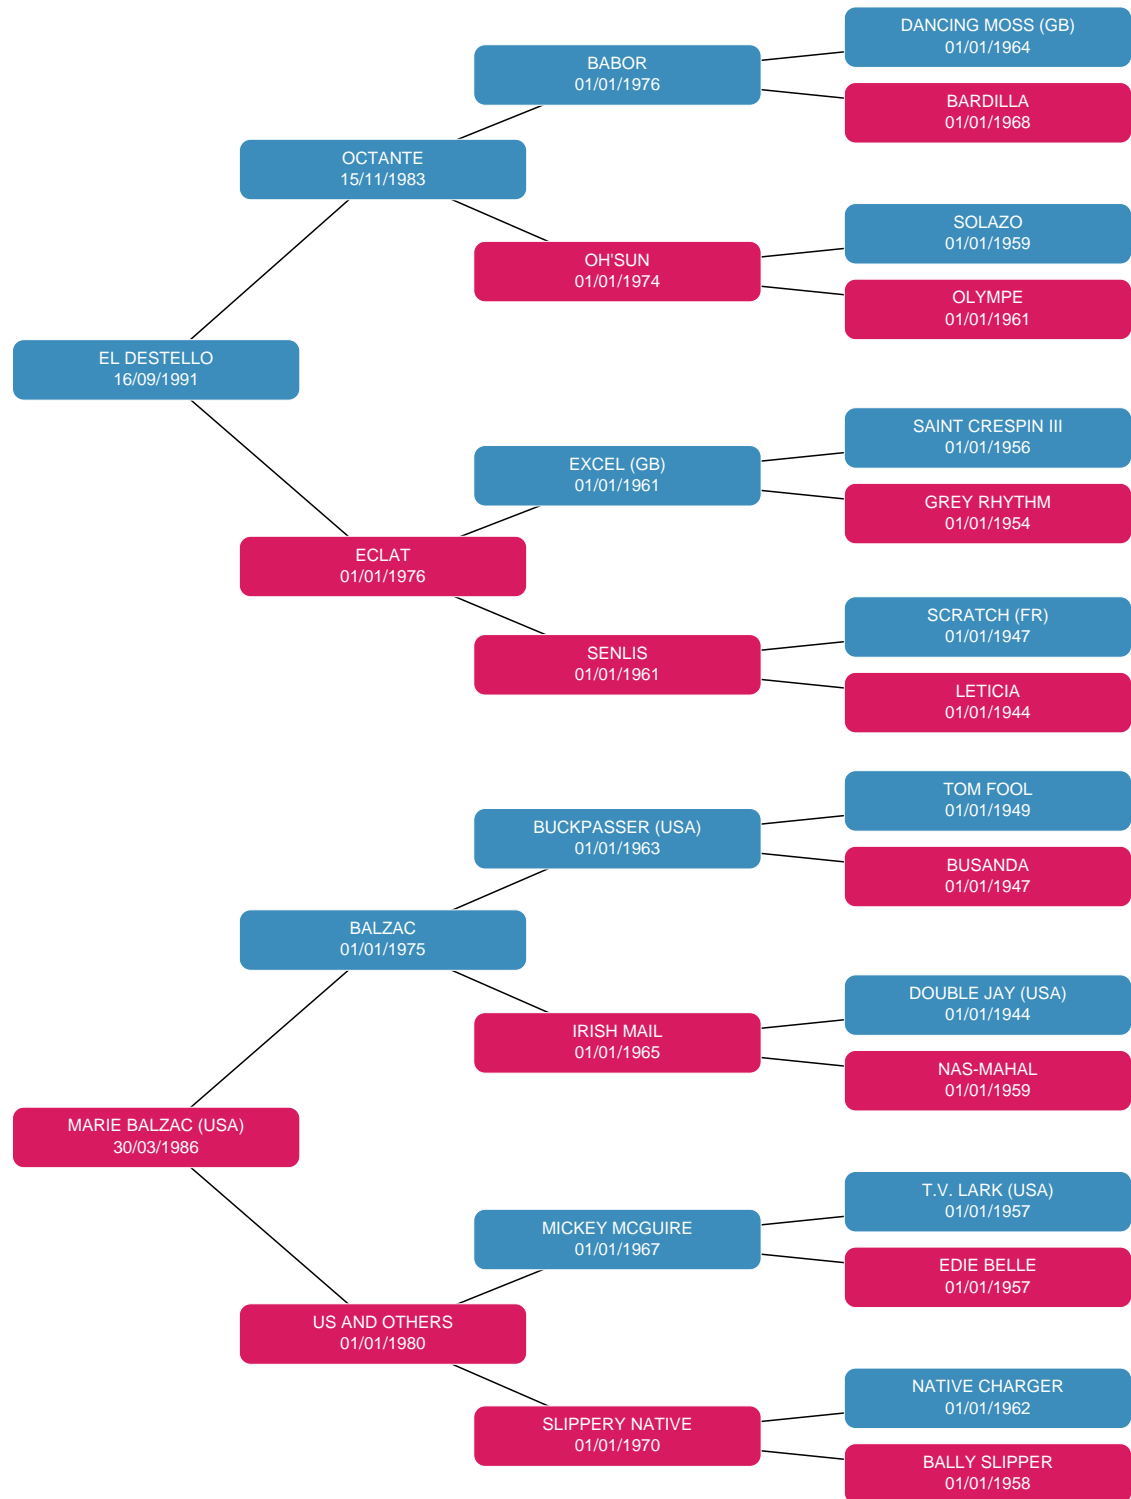 DANCING MOSS (GB)
01/01/1964
BABOR
01/01/1976
BARDILLA
01/01/1968
OCTANTE
15/11/1983
SOLAZO
01/01/1959
OH'SUN
01/01/1974
OLYMPE
01/01/1961
EL DESTELLO
16/09/1991
SAINT CRESPIN III
01/01/1956
EXCEL (GB)
01/01/1961
GREY RHYTHM
01/01/1954
ECLAT
01/01/1976
SCRATCH (FR)
01/01/1947
SENLIS
01/01/1961
LETICIA
01/01/1944
TOM FOOL
01/01/1949
BUCKPASSER (USA)
01/01/1963
BUSANDA
01/01/1947
BALZAC
01/01/1975
DOUBLE JAY (USA)
01/01/1944
IRISH MAIL
01/01/1965
NAS-MAHAL
01/01/1959
MARIE BALZAC (USA)
30/03/1986
T.V. LARK (USA)
01/01/1957
MICKEY MCGUIRE
01/01/1967
EDIE BELLE
01/01/1957
US AND OTHERS
01/01/1980
NATIVE CHARGER
01/01/1962
SLIPPERY NATIVE
01/01/1970
BALLY SLIPPER
01/01/1958